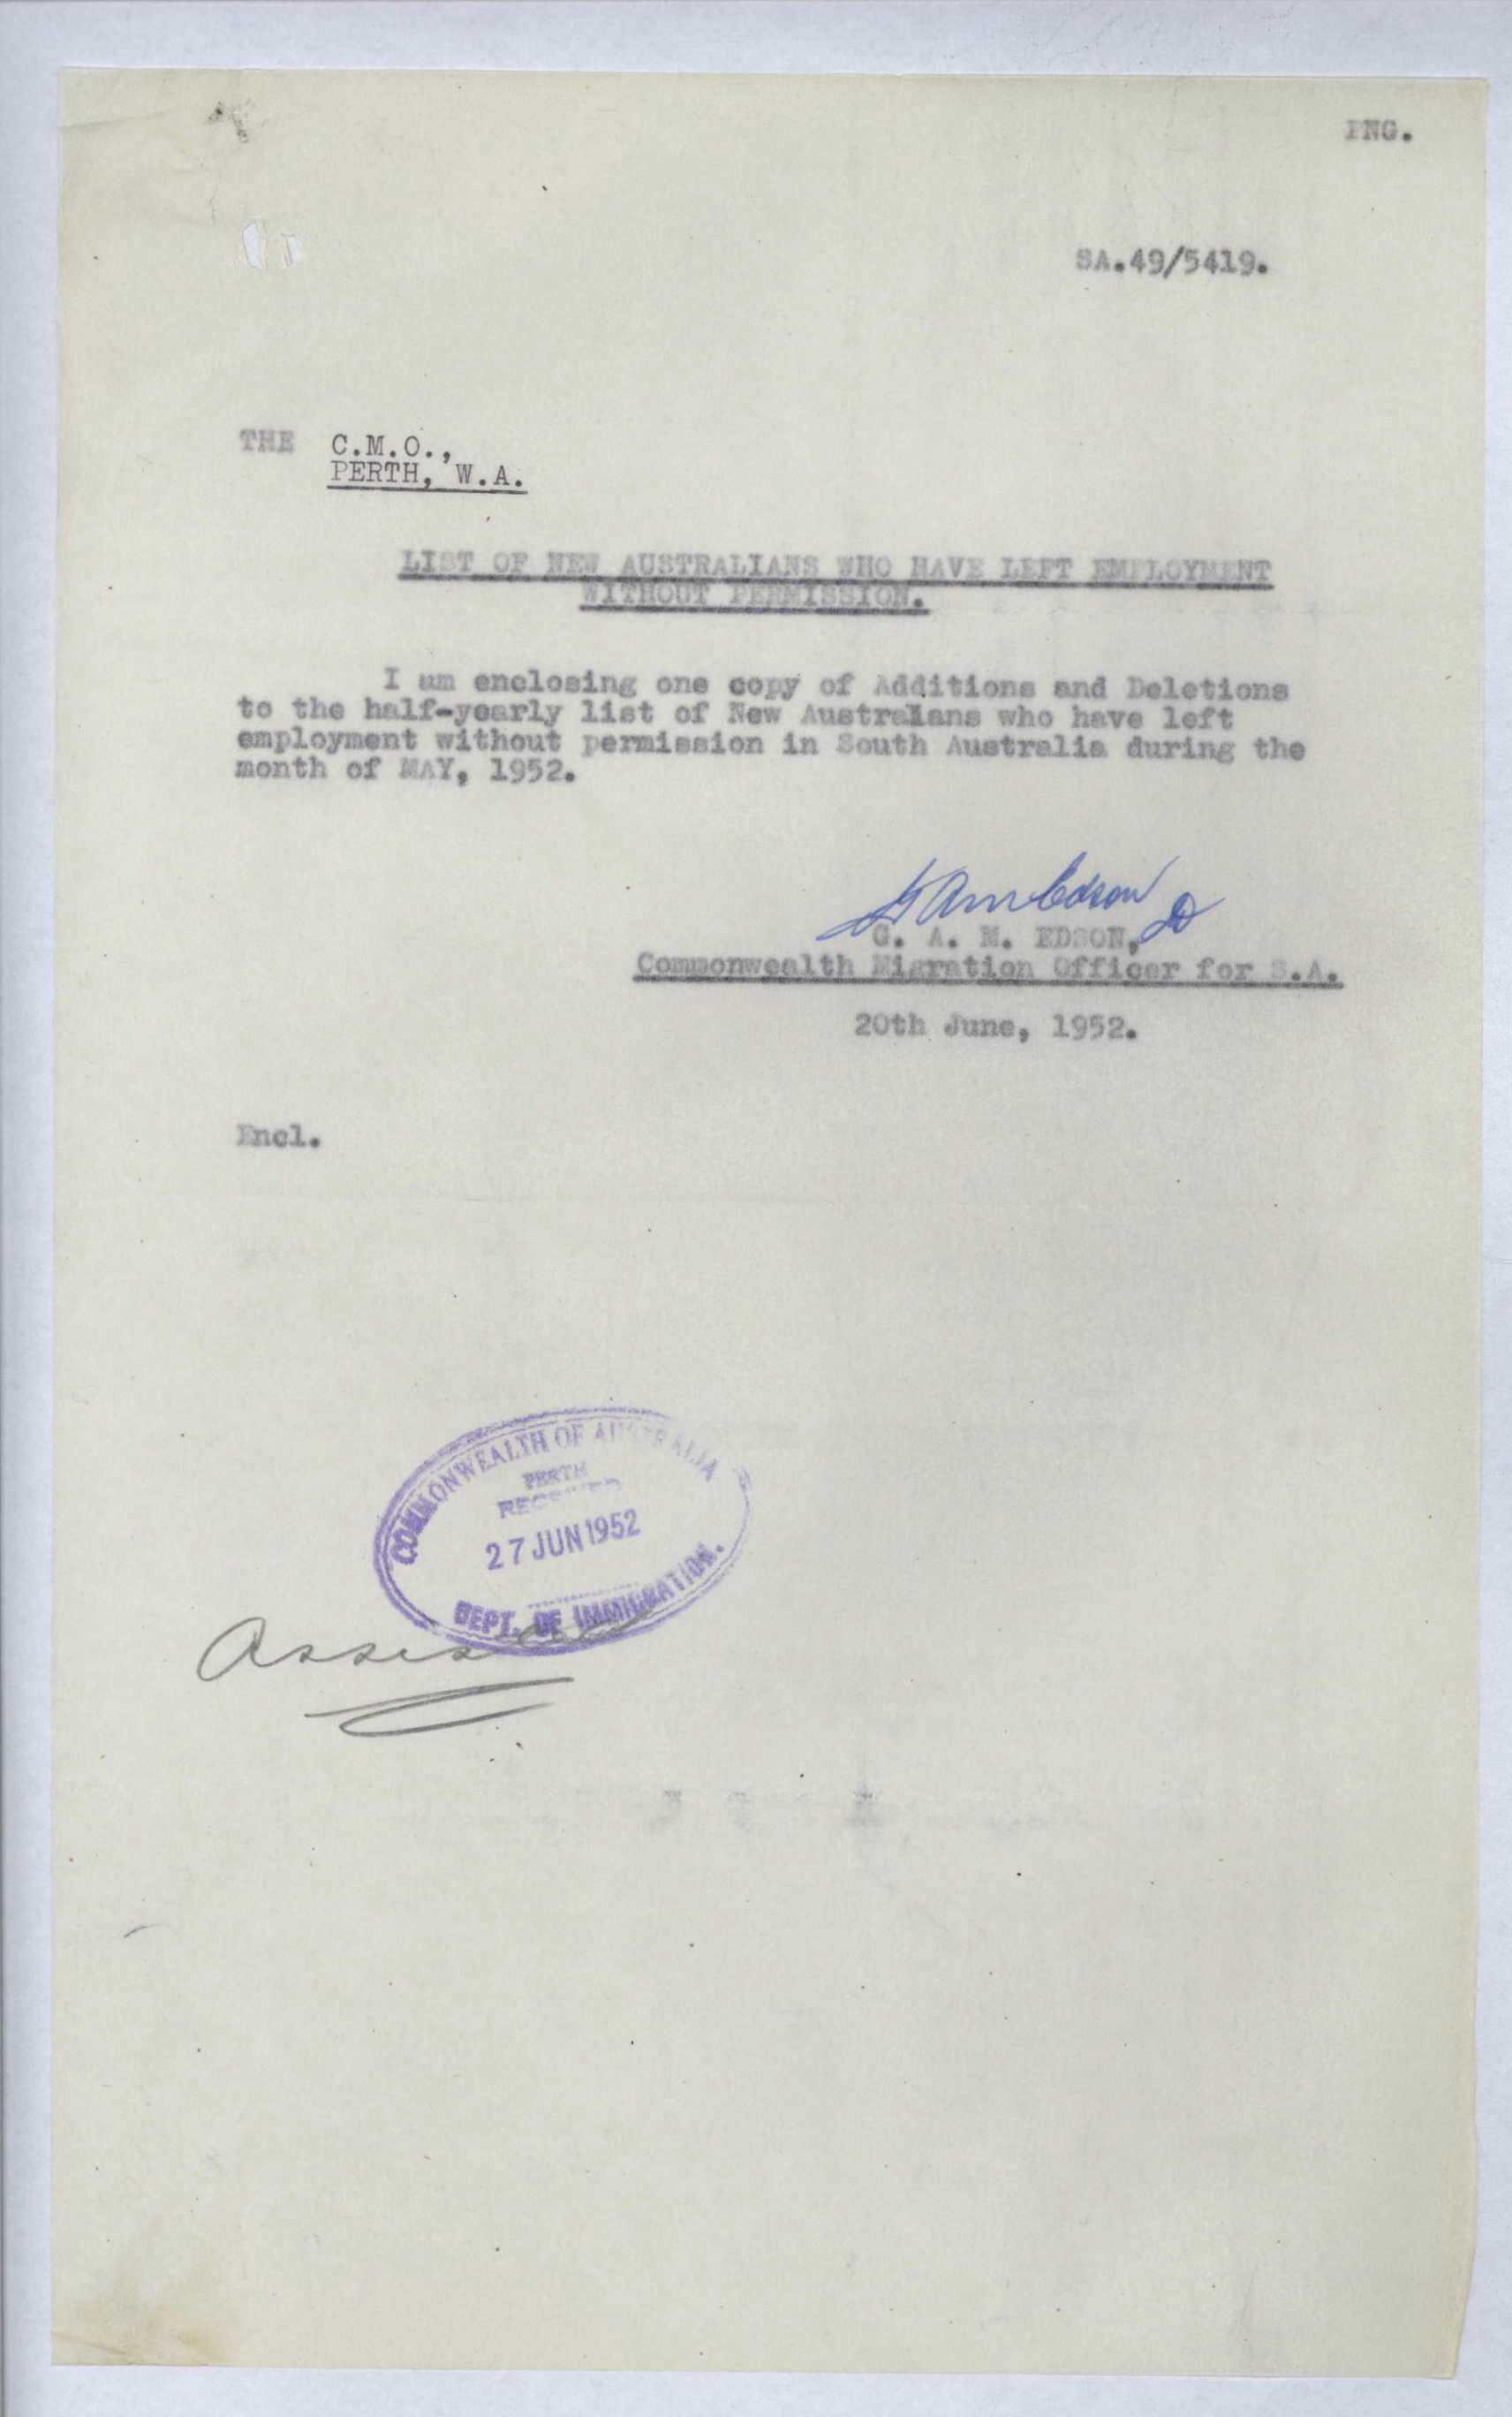 PNG.
SA.49/5419.
THE C.M.O.,
PERTH, W.A.
LIST OF NEW AUSTRALIANS WHO HAVE LEFT EMPLOYMENT
WITHOUT PERMISSION.
I am enclosing one copy of Additions and Deletions
to the half-yearly list of New Australians who have left
employment without permission in South Australia during the
month of MAY, 1952.
G. A. M. EDSON,
Commonwealth Migration Officer for S.A.
20th June, 1952.
Encl.
COMMONWEALTH OF AUSTRALIA
PERTH
RECEIVED
27 JUN 1952
DEPT. OF IMMIGRATION.